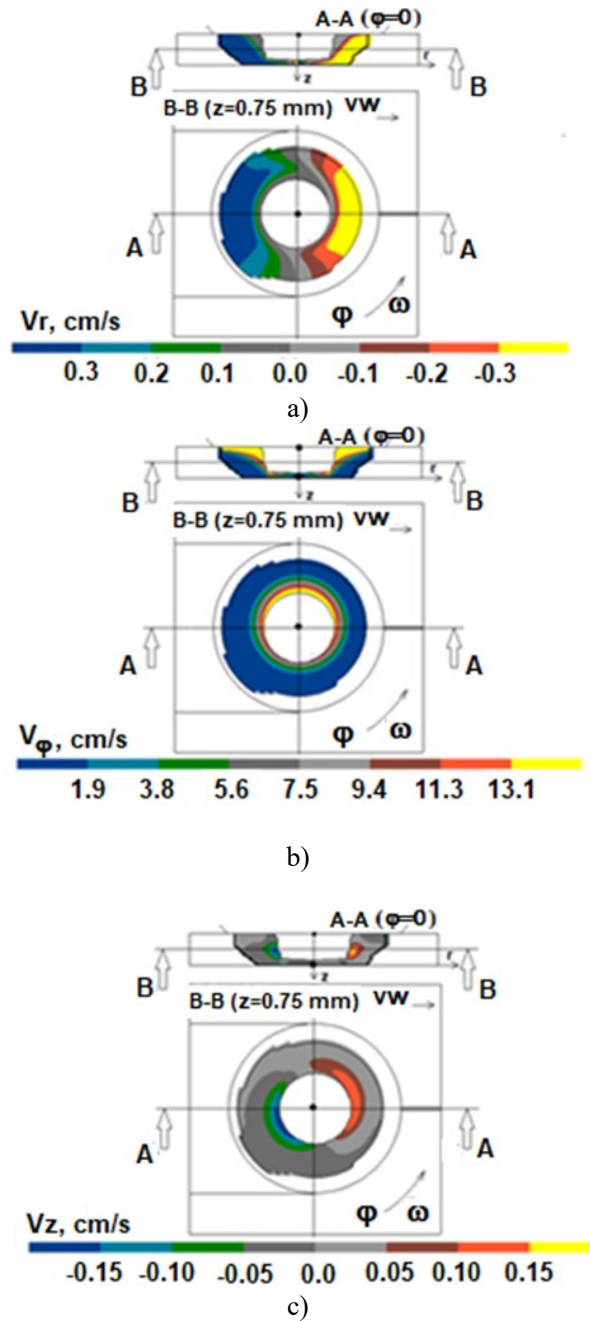 A-A (φ=0)
r
z
B B
B-B (z=0.75 mm) VW
A A
φ ω
Vr, cm/s
0.3 0.2 0.1 0.0 -0.1 -0.2 -0.3
a)
A-A (φ=0)
r
z
B B
B-B (z=0.75 mm) VW
A A
φ ω
Vφ, cm/s
1.9 3.8 5.6 7.5 9.4 11.3 13.1
b)
A-A (φ=0)
r
z
B B
B-B (z=0.75 mm) VW
A A
φ ω
Vz, cm/s
-0.15 -0.10 -0.05 0.0 0.05 0.10 0.15
c)